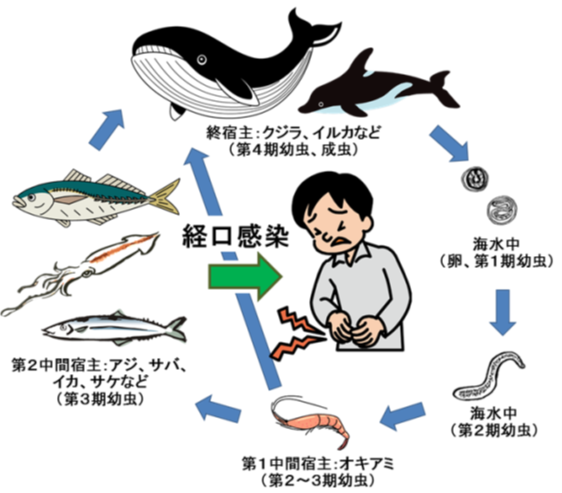 終宿主:クジラ、イルカなど
(第4期幼虫、成虫)
経口感染
海水中
(卵、第1期幼虫)
第2中間宿主:アジ、サバ、
イカ、サケなど
(第3期幼虫)
海水中
(第2期幼虫)
第1中間宿主:オキアミ
(第2~3期幼虫)